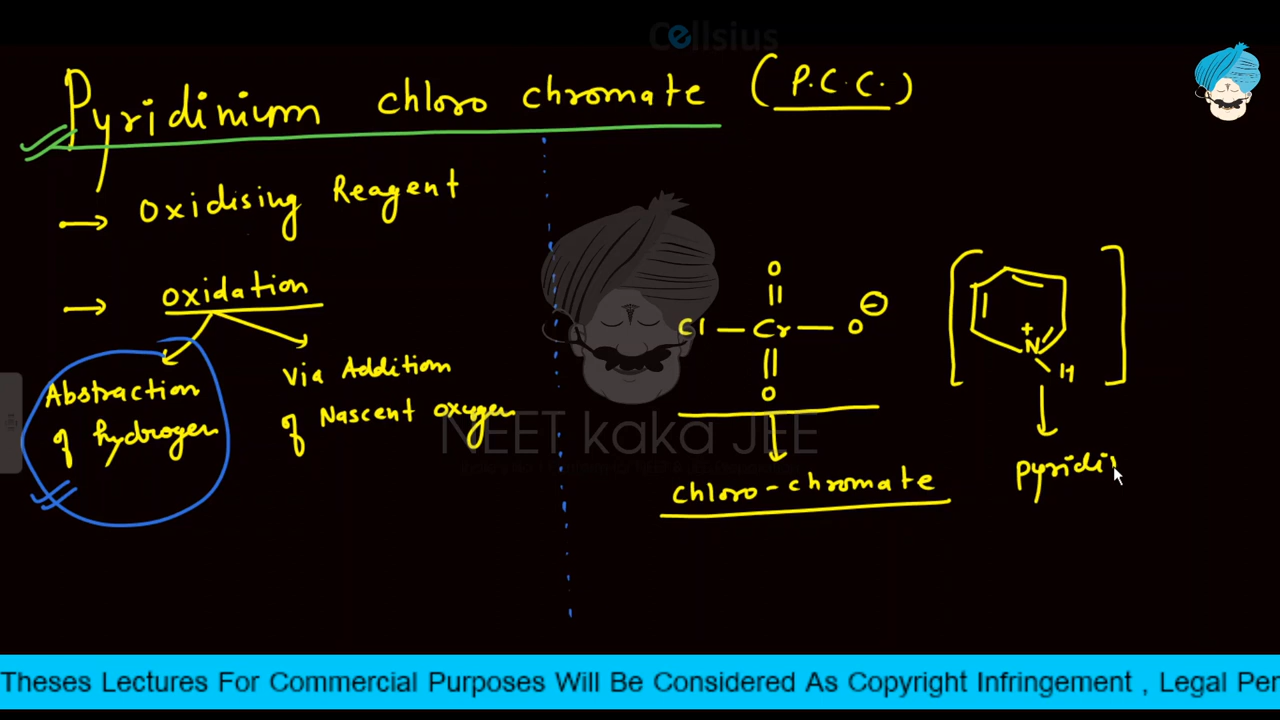 Cellsius
Pyridinium chloro chromate (P.C.C.)
→ Oxidising Reagent
→ Oxidation
Abstraction
of hydrogen
Via Addition
of Nascent oxygen
O
Cl — Cr — O ⊖
O
chloro-chromate
+
N
H
Pyridi
NEET kaka JEE
Theses Lectures For Commercial Purposes Will Be Considered As Copyright Infringement , Legal Per